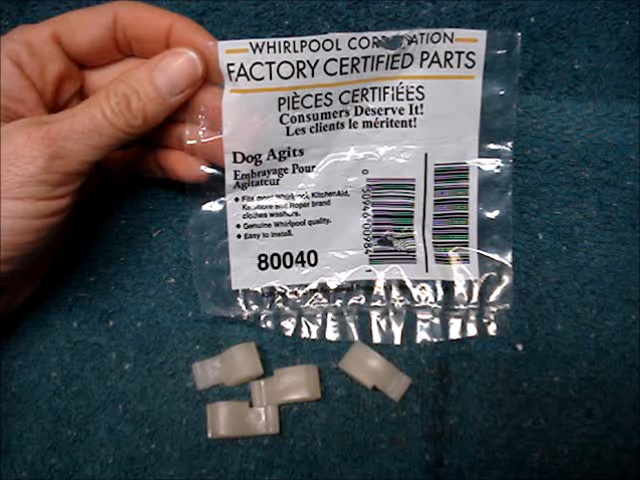 WHIRLPOOL CORPORATION
FACTORY CERTIFIED PARTS
PIÈCES CERTIFIÉES
Consumers Deserve It!
Les clients le méritent!
Dog Agits
Embrayage Pour
Agitateur
Fits most Whirlpool, KitchenAid,
Kenmore and Roper brand
clothes washers.
Genuine Whirlpool quality.
Easy to install.
80040